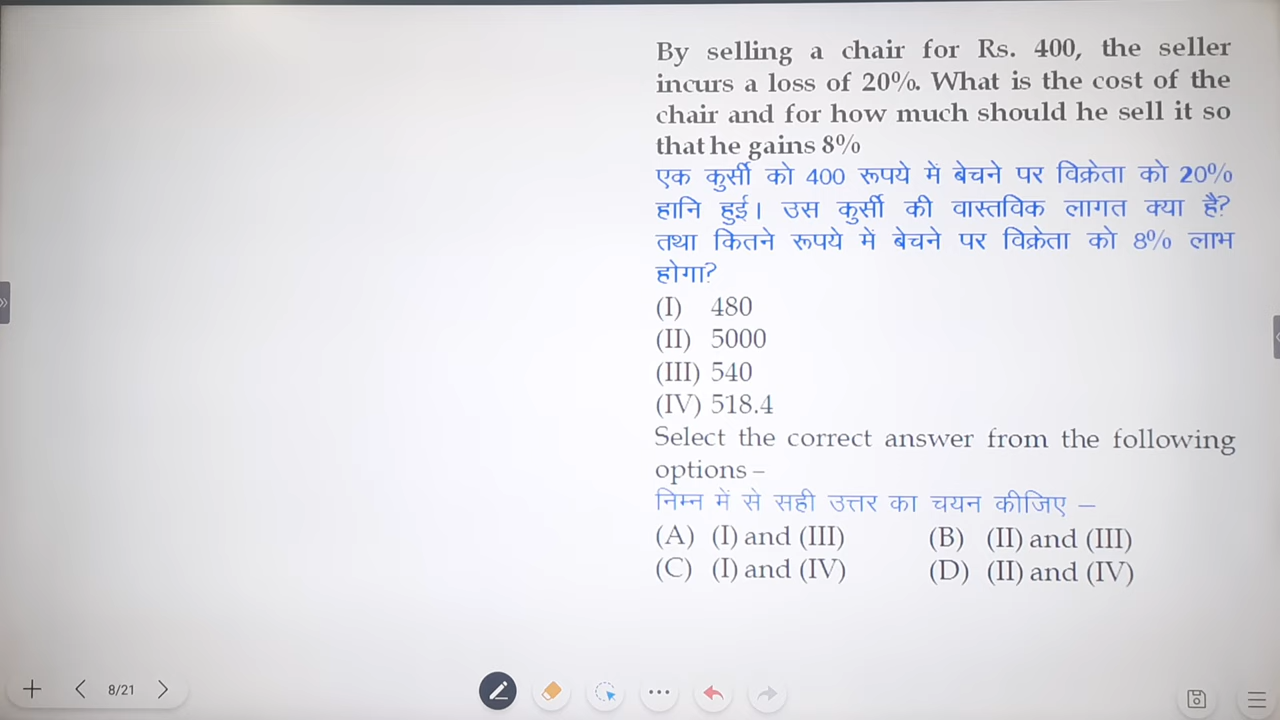 By selling a chair for Rs. 400, the seller
incurs a loss of 20%. What is the cost of the
chair and for how much should he sell it so
that he gains 8%
एक कुर्सी को 400 रूपये में बेचने पर विक्रेता को 20%
हानि हुई। उस कुर्सी की वास्तविक लागत क्या है?
तथा कितने रूपये में बेचने पर विक्रेता को 8% लाभ
होगा?
(I) 480
(II) 5000
(III) 540
(IV) 518.4
Select the correct answer from the following
options –
निम्न में से सही उत्तर का चयन कीजिए –
(A) (I) and (III) (B) (II) and (III)
(C) (I) and (IV) (D) (II) and (IV)
8/21